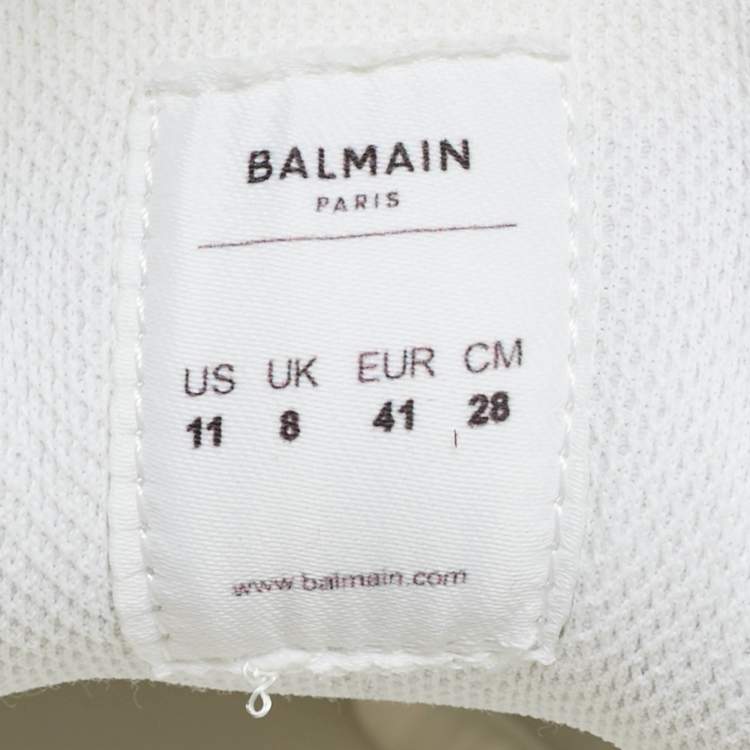 BALMAIN
PARIS
US UK EUR CM
11 8 41 28
www.balmain.com